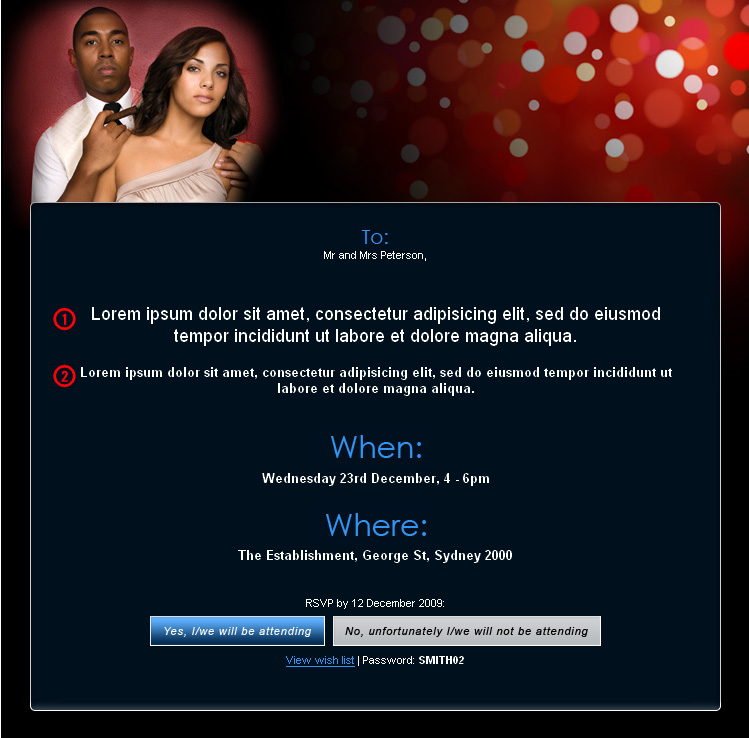 To:
Mr and Mrs Peterson,
1 Lorem ipsum dolor sit amet, consectetur adipisicing elit, sed do eiusmod
tempor incididunt ut labore et dolore magna aliqua.
2 Lorem ipsum dolor sit amet, consectetur adipisicing elit, sed do eiusmod tempor incididunt ut
labore et dolore magna aliqua.
When:
Wednesday 23rd December, 4 - 6pm
Where:
The Establishment, George St, Sydney 2000
RSVP by 12 December 2009:
Yes, I/we will be attending No, unfortunately I/we will not be attending
View wish list | Password: SMITH02